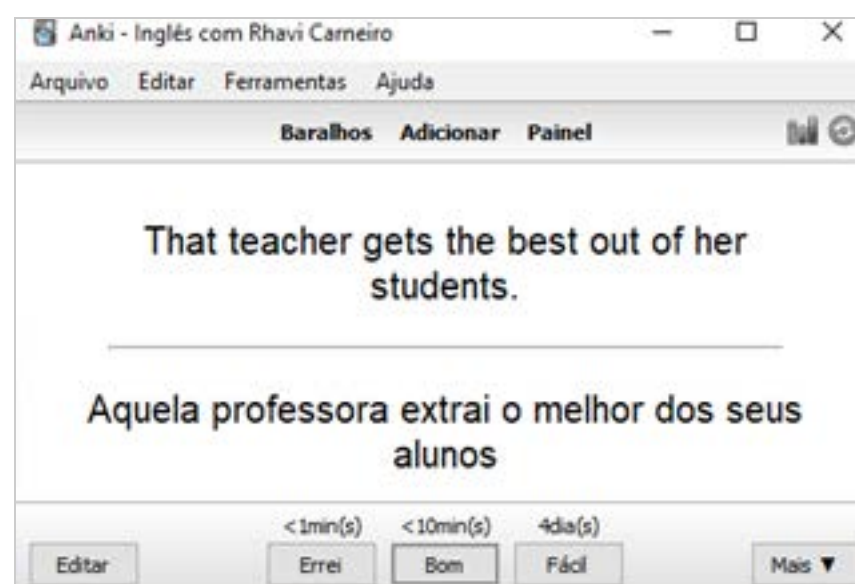 Anki - Inglês com Rhavi Carneiro
Arquivo Editar Ferramentas Ajuda
Baralhos Adicionar Painel
That teacher gets the best out of her
students.
Aquela professora extrai o melhor dos seus
alunos
<1min(s) <10min(s) 4dia(s)
Editar Errei Bom Fácil Mais ▼